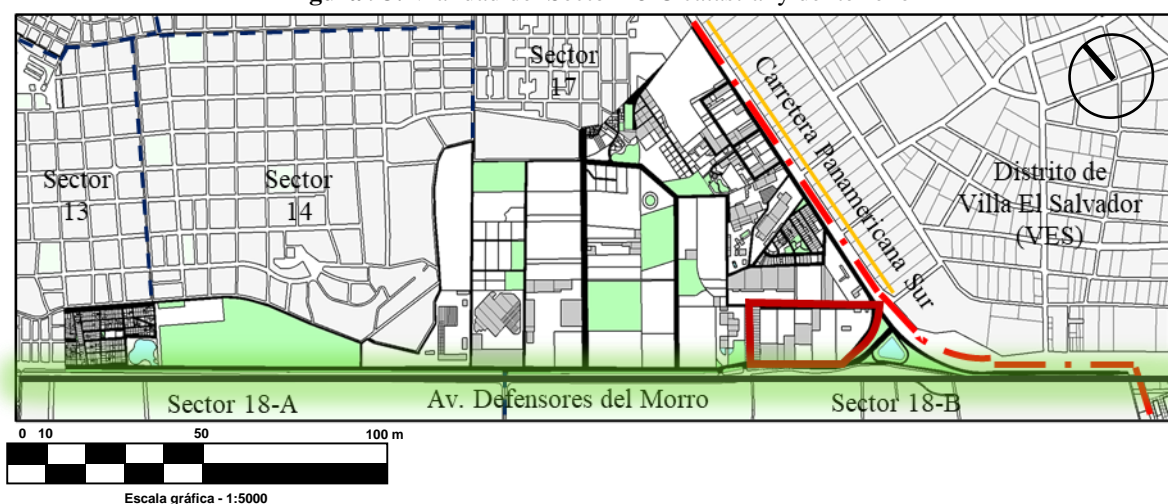 Sector
17
Carretera Panamericana Sur
Sector
13
Sector
14
Distrito de
Villa El Salvador
(VES)
Sector 18-A
Av. Defensores del Morro
Sector 18-B
0 10 50 100 m
Escala gráfica - 1:5000